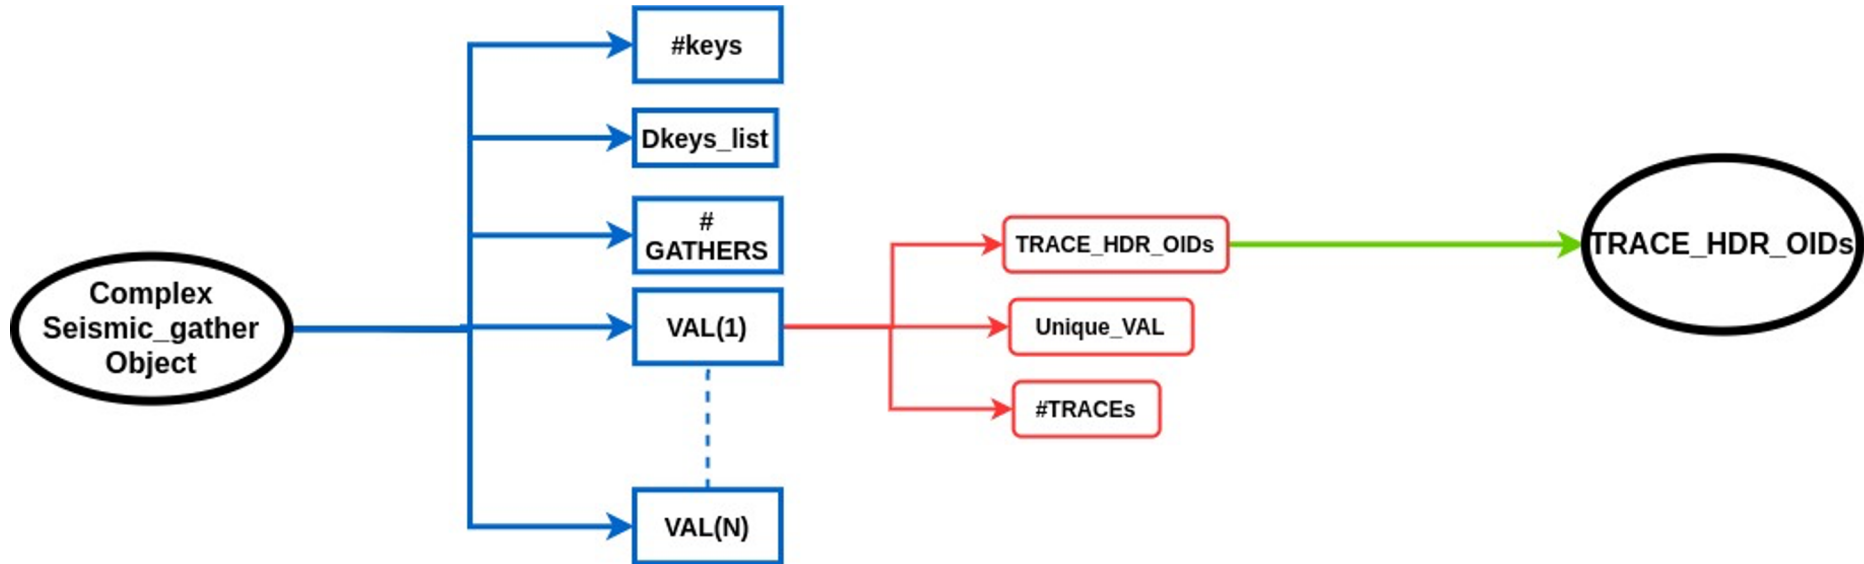 Complex
Seismic_gather
Object
#keys
Dkeys_list
#
GATHERS
VAL(1)
VAL(N)
TRACE_HDR_OIDs
Unique_VAL
#TRACEs
TRACE_HDR_OIDs